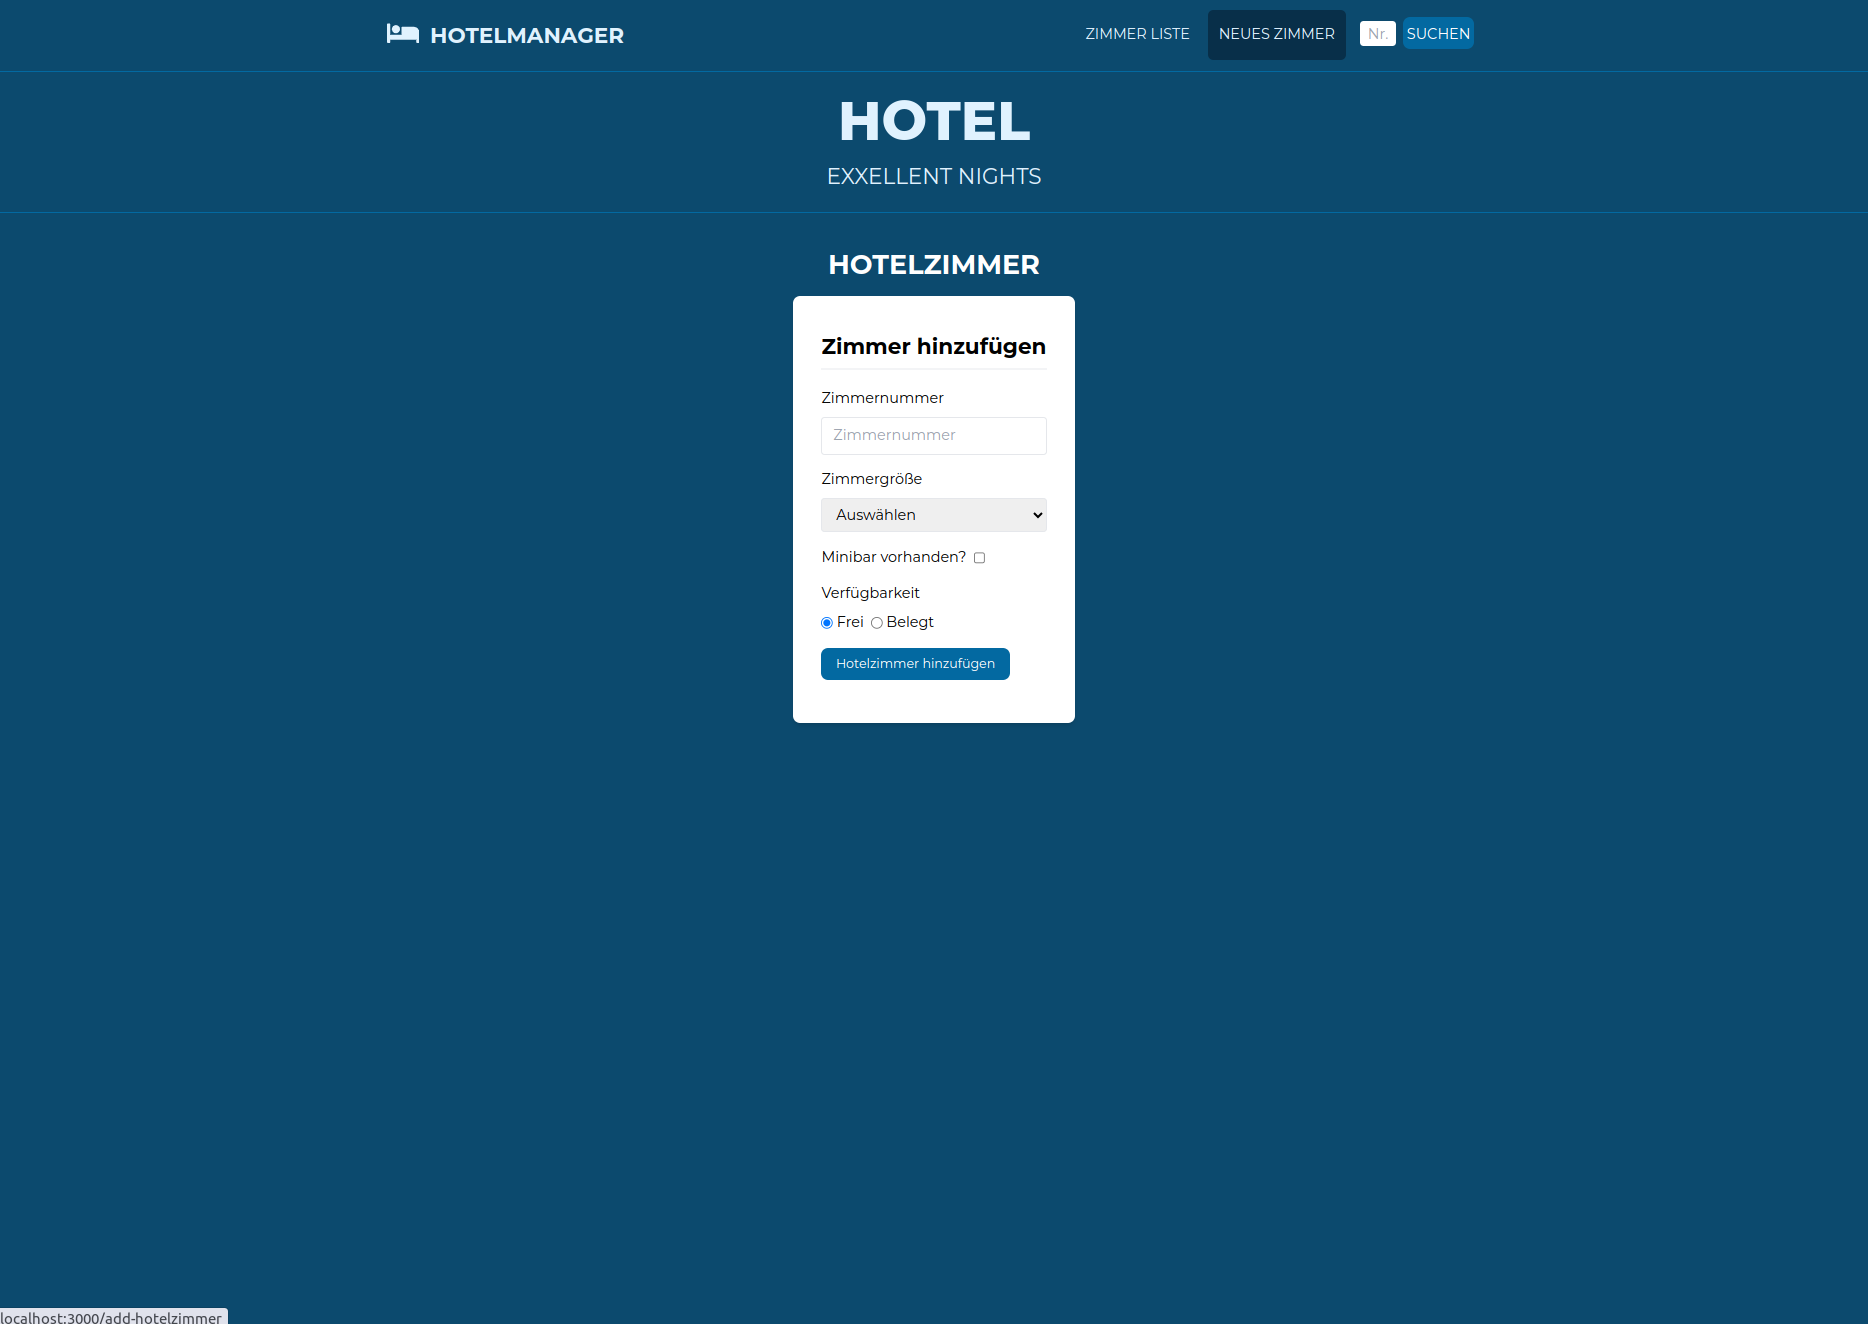 HOTELMANAGER
ZIMMER LISTE
NEUES ZIMMER
Nr.
SUCHEN
HOTEL
EXXELLENT NIGHTS
HOTELZIMMER
Zimmer hinzufügen
Zimmernummer
Zimmernummer
Zimmergröße
Auswählen
Minibar vorhanden?
Verfügbarkeit
Frei Belegt
Hotelzimmer hinzufügen
localhost:3000/add-hotelzimmer